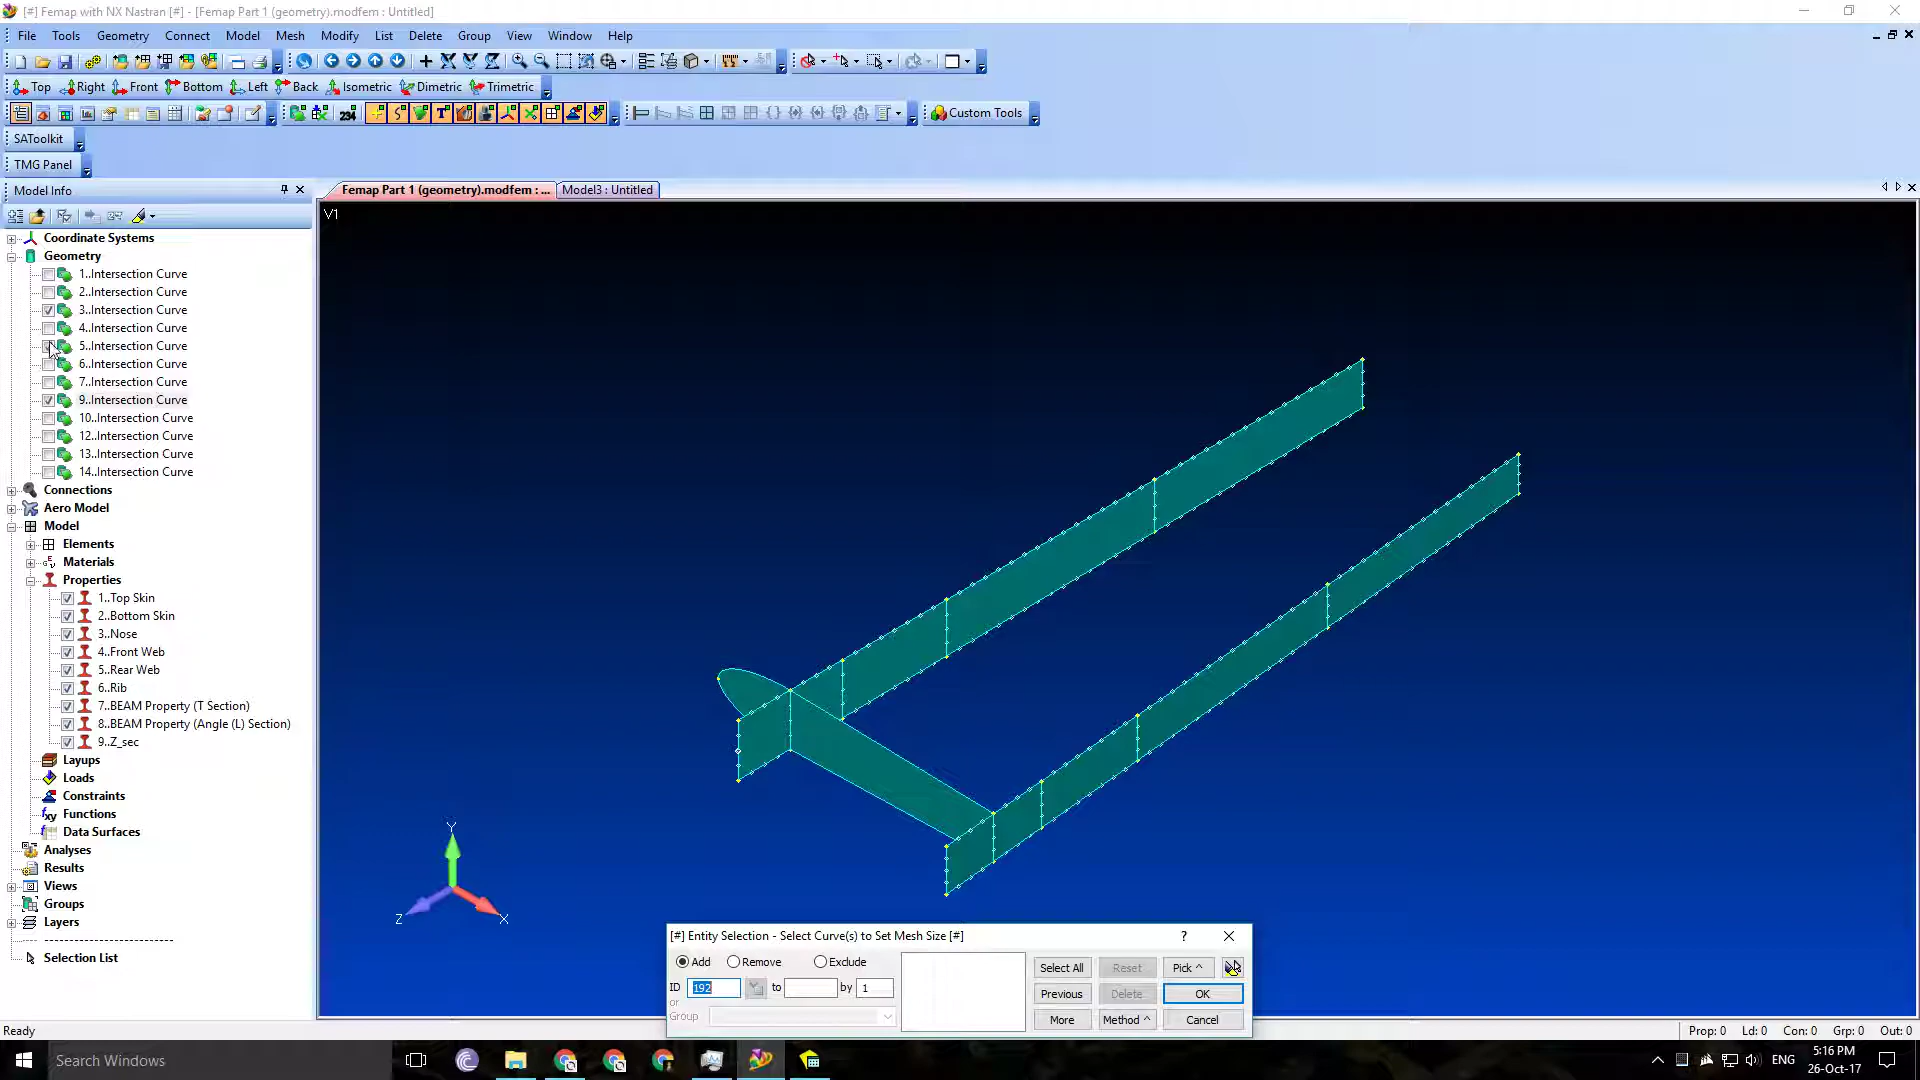 [#] Femap with NX Nastran [#] - [Femap Part 1 (geometry).modfem : Untitled]
File Tools Geometry Connect Model Mesh Modify List Delete Group View Window Help
Top Right Front Bottom Left Back Isometric Dimetric Trimetric
234 Custom Tools
SAToolkit
TMG Panel
Model Info
Femap Part 1 (geometry).modfem : ... Model3 : Untitled
V1
Coordinate Systems
Geometry
1..Intersection Curve
2..Intersection Curve
3..Intersection Curve
4..Intersection Curve
5..Intersection Curve
6..Intersection Curve
7..Intersection Curve
9..Intersection Curve
10..Intersection Curve
12..Intersection Curve
13..Intersection Curve
14..Intersection Curve
Connections
Aero Model
Model
Elements
Materials
Properties
1..Top Skin
2..Bottom Skin
3..Nose
4..Front Web
5..Rear Web
6..Rib
7..BEAM Property (T Section)
8..BEAM Property (Angle (L) Section)
9..Z_sec
Layups
Loads
Constraints
Functions
Data Surfaces
Analyses
Results
Views
Groups
Layers
Selection List
Y
Z X
[#] Entity Selection - Select Curve(s) to Set Mesh Size [#] ?
Add Remove Exclude
ID 192 to by 1
or
Group
Select All Reset Pick ^
Previous Delete OK
More Method ^ Cancel
Ready
Prop: 0 Ld: 0 Con: 0 Grp: 0 Out: 0
Search Windows
ENG
5:16 PM
26-Oct-17